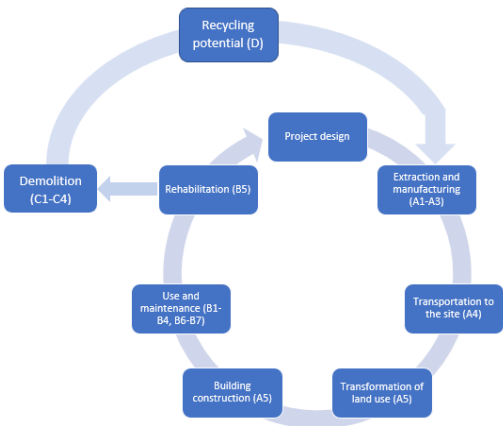 Recycling
potential (D)
Project design
Demolition
(C1-C4)
Rehabilitation (B5)
Extraction and
manufacturing
(A1-A3)
Use and
maintenance (B1-
B4, B6-B7)
Transportation to
the site (A4)
Building
construction (A5)
Transformation of
land use (A5)